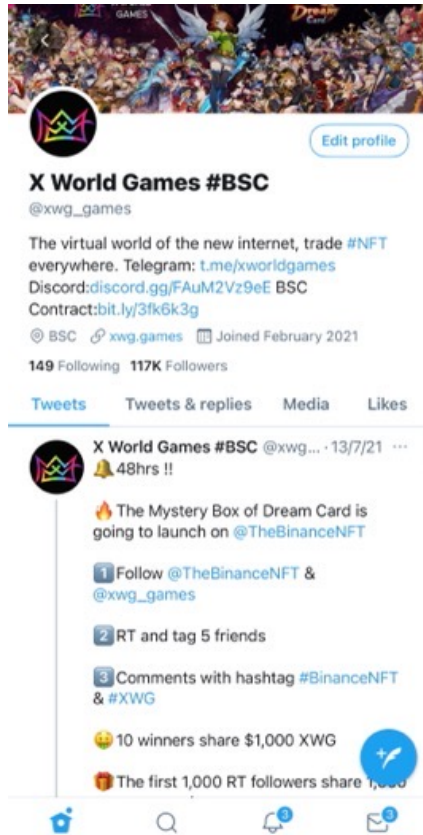 GAMES
Dream
Card
Edit profile
X World Games #BSC
@xwg_games
The virtual world of the new internet, trade #NFT
everywhere. Telegram: t.me/xworldgames
Discord:discord.gg/FAuM2Vz9eE BSC
Contract:bit.ly/3fk6k3g
BSC xwg.games Joined February 2021
149 Following 117K Followers
Tweets Tweets & replies Media Likes
X World Games #BSC @xwg... · 13/7/21 ···
🔔48hrs !!
🔥The Mystery Box of Dream Card is
going to launch on @TheBinanceNFT
1️⃣Follow @TheBinanceNFT &
@xwg_games
2️⃣RT and tag 5 friends
3️⃣Comments with hashtag #BinanceNFT
& #XWG
🤑10 winners share $1,000 XWG
🎁The first 1,000 RT followers share
3 3